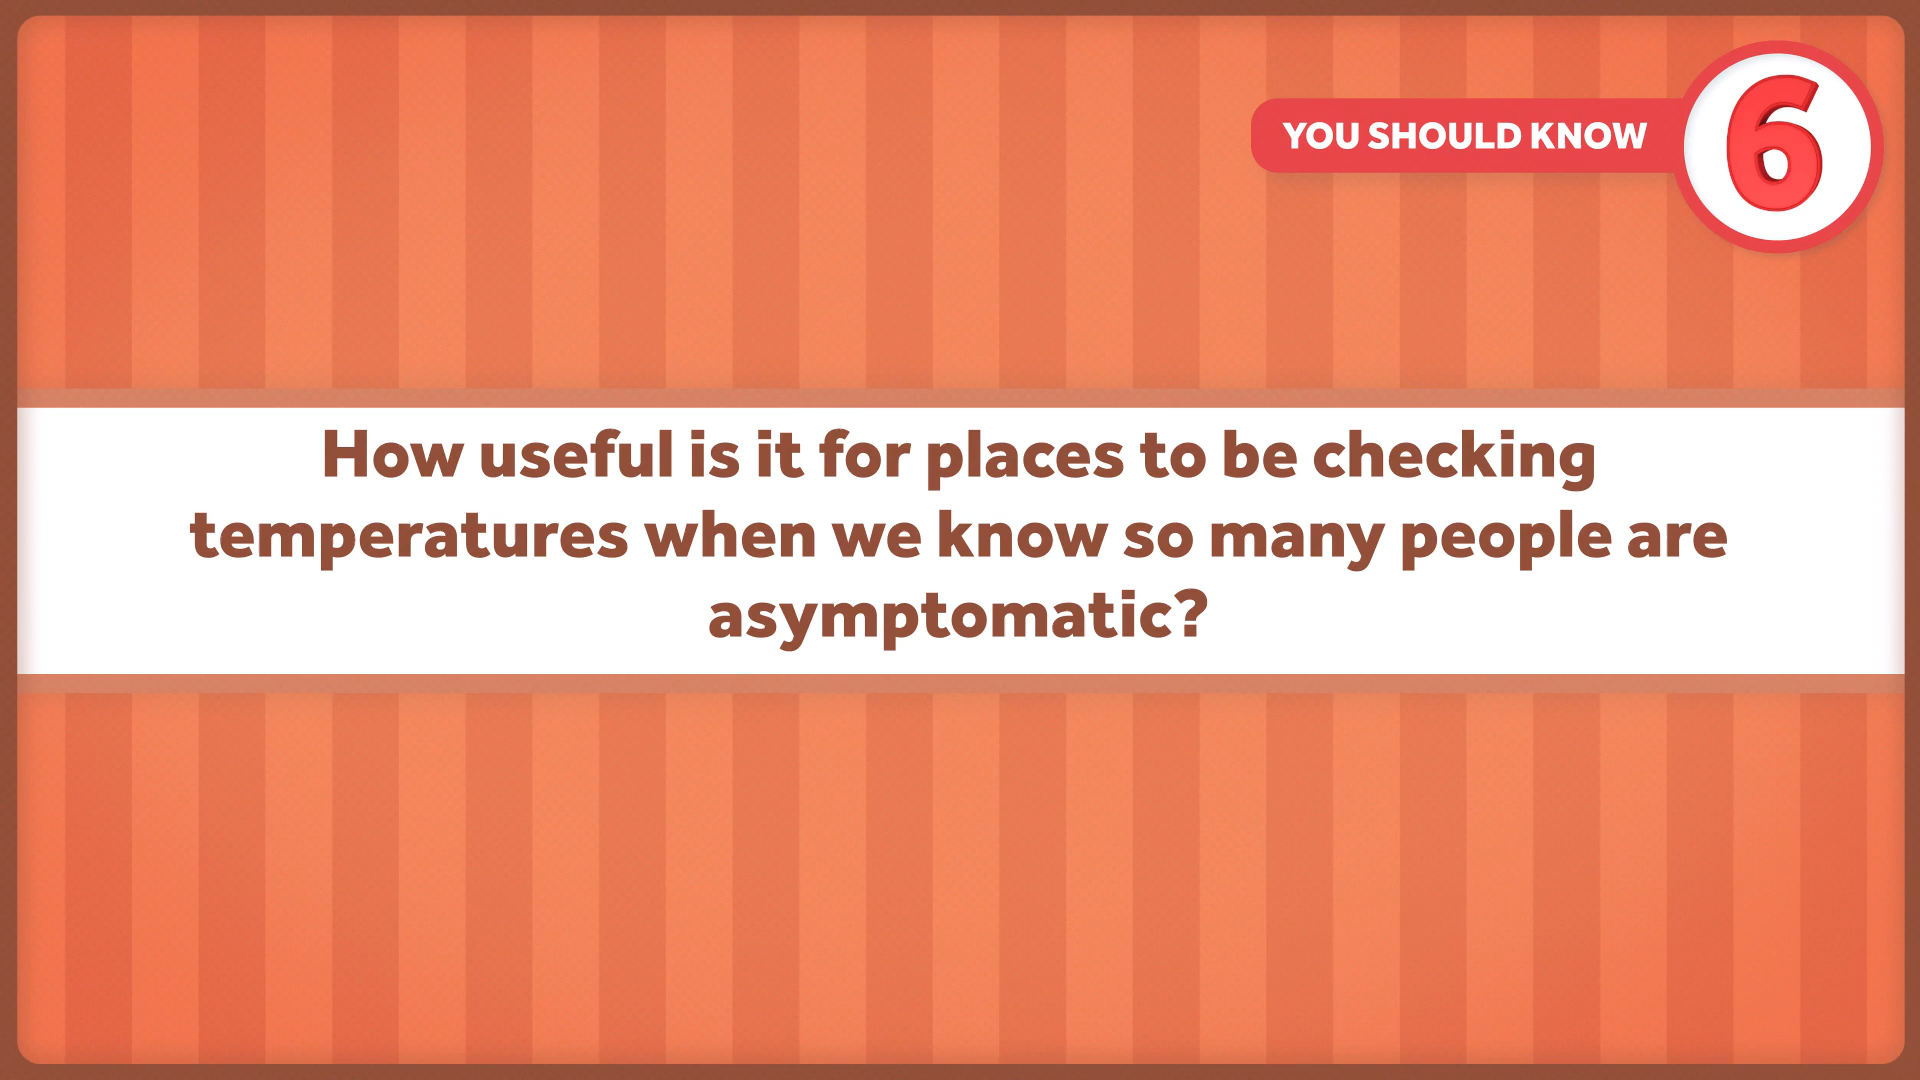 YOU SHOULD KNOW
6
How useful is it for places to be checking
temperatures when we know so many people are
asymptomatic?